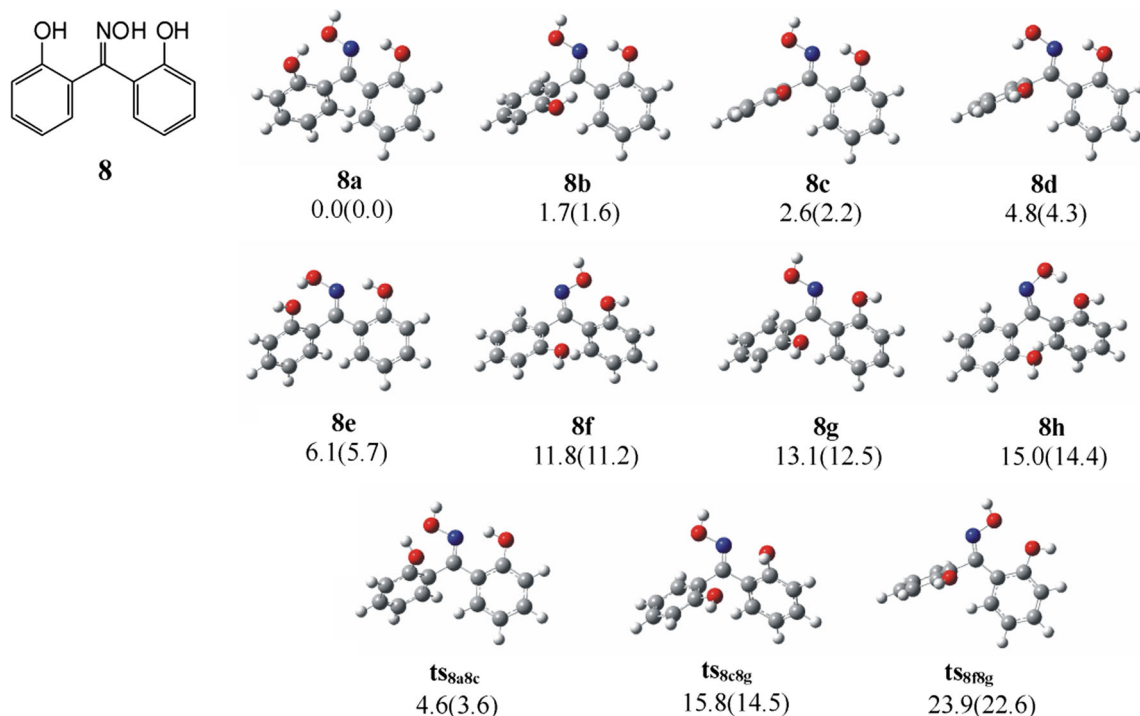 OH NOH OH
8
8a 8b 8c 8d
0.0(0.0) 1.7(1.6) 2.6(2.2) 4.8(4.3)
8e 8f 8g 8h
6.1(5.7) 11.8(11.2) 13.1(12.5) 15.0(14.4)
ts8a8c ts8c8g ts8f8g
4.6(3.6) 15.8(14.5) 23.9(22.6)